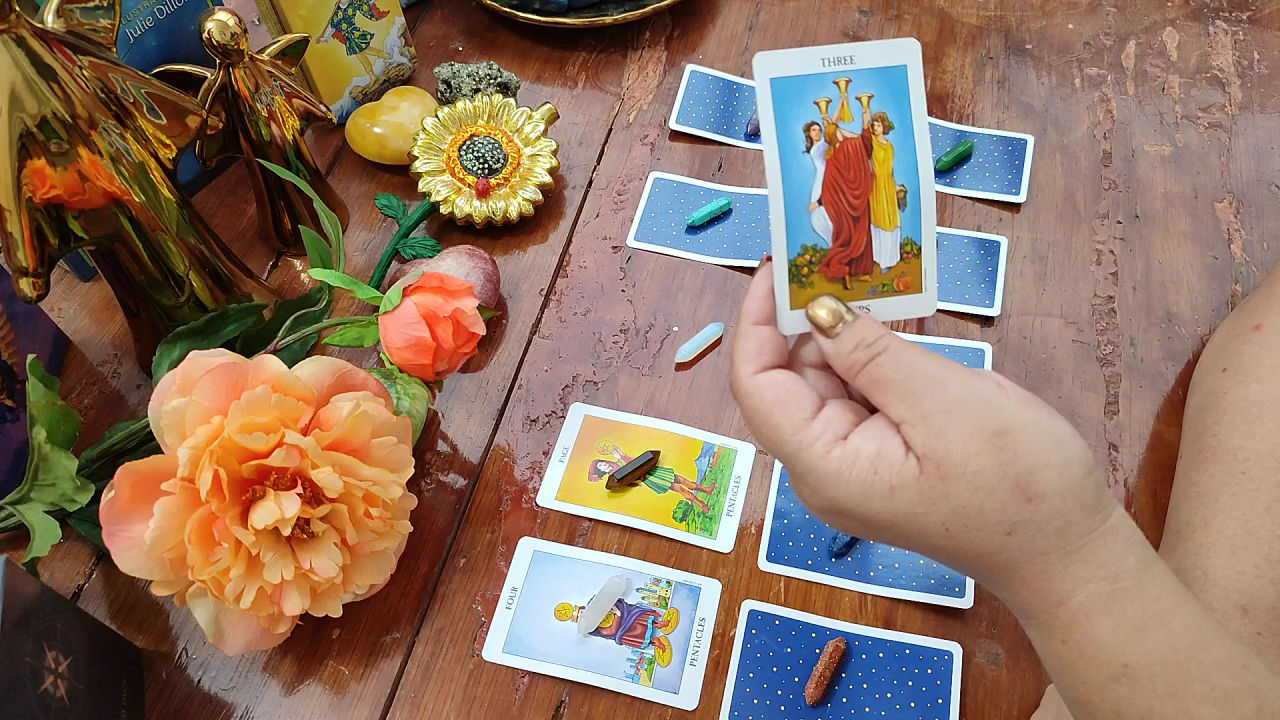 Julie Dillon
THREE
PAGE
PENTACLES
FOUR
PENTACLES